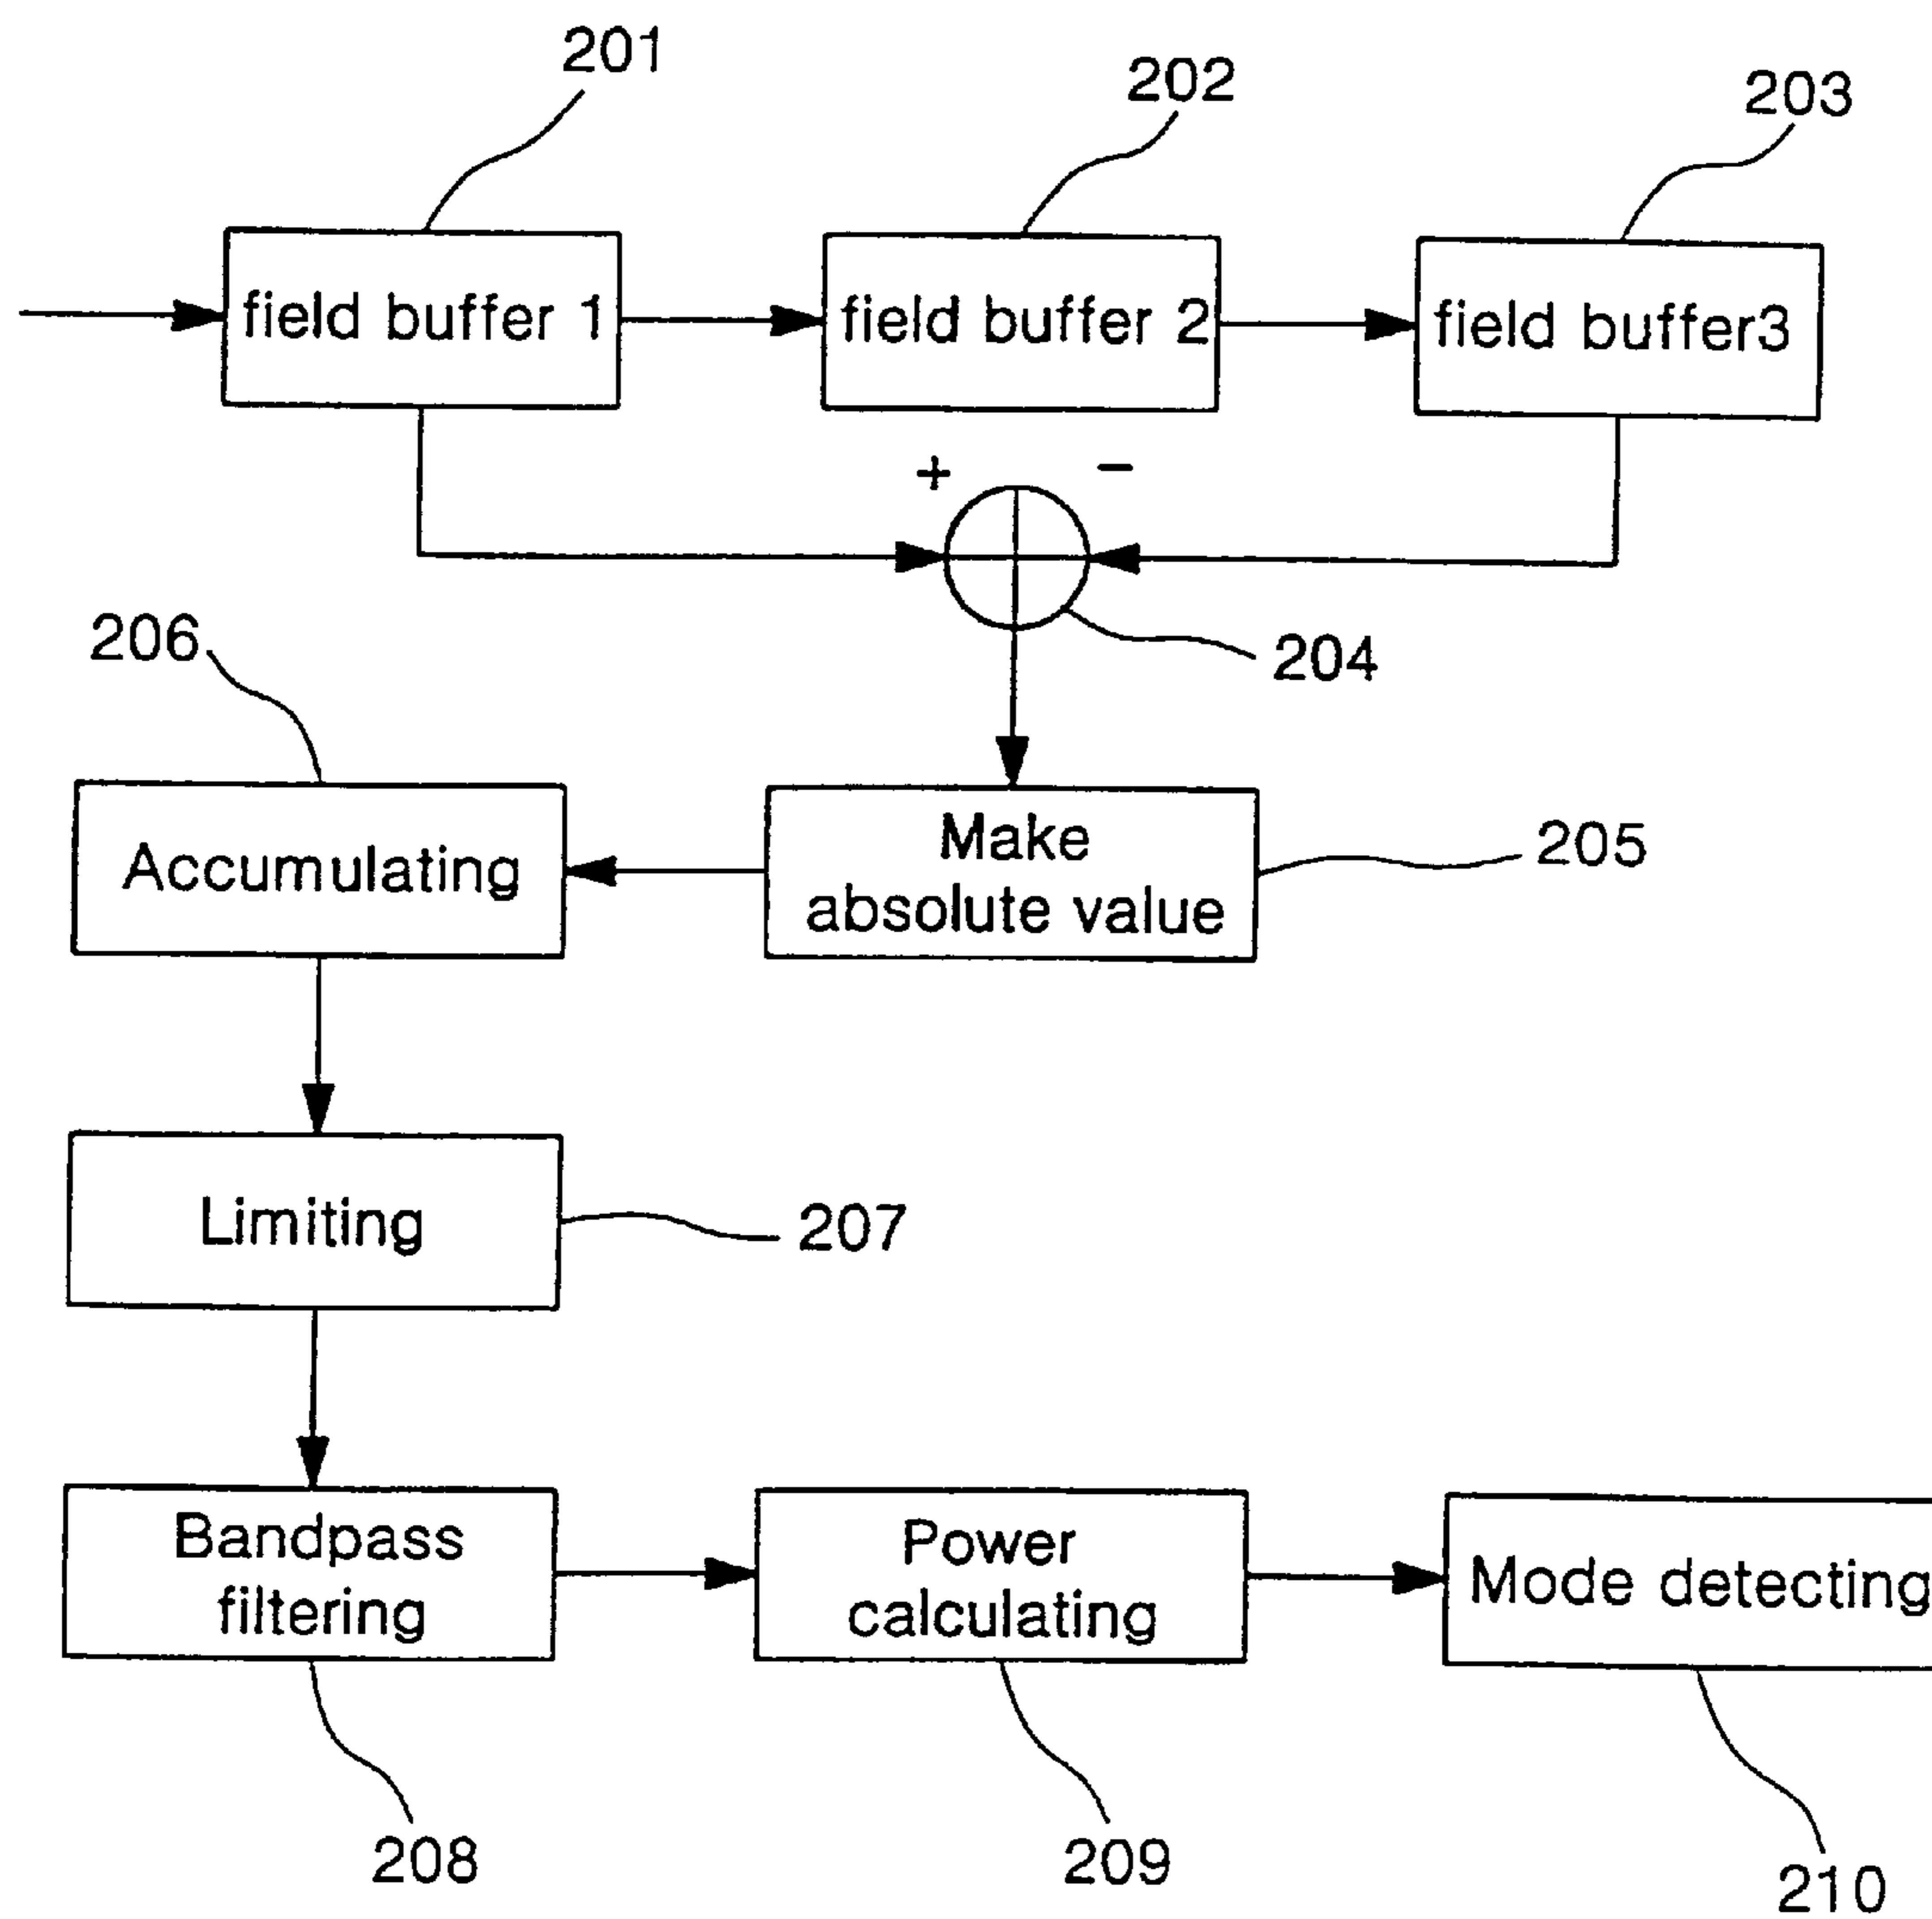 201
202
203
field buffer 1
field buffer 2
field buffer3
+
−
204
206
Make
absolute value
205
Accumulating
Limiting
207
Bandpass
filtering
Power
calculating
Mode detecting
208
209
210